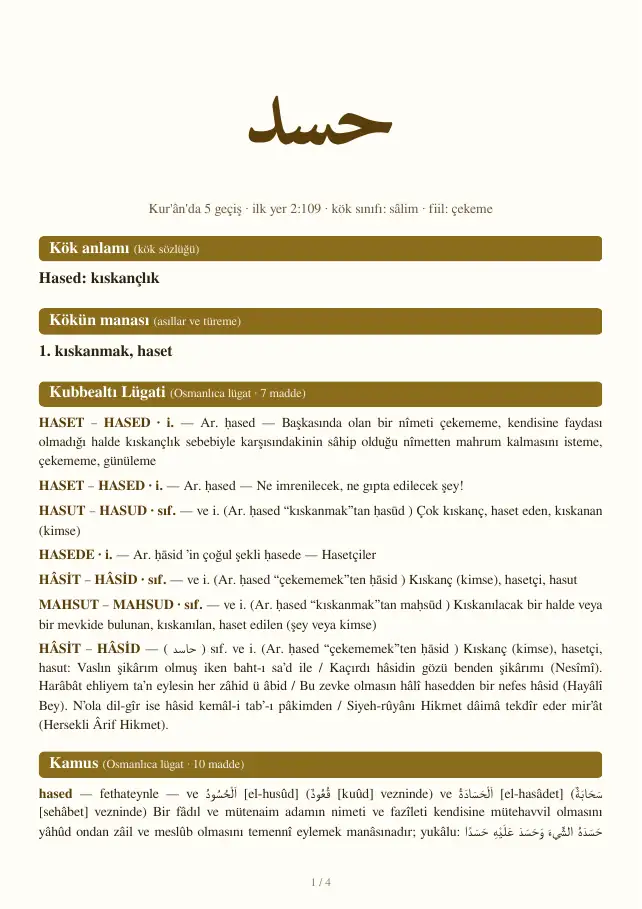 حسد
Kur'ân'da 5 geçiş · ilk yer 2:109 · kök sınıfı: sâlim · fiil: çekeme
Kök anlamı (kök sözlüğü)
Hased: kıskançlık
Kökün manası (asıllar ve türeme)
1. kıskanmak, haset
Kubbealtı Lügati (Osmanlıca lügat · 7 madde)
HASET – HASED · i. — Ar. ḥased — Başkasında olan bir nîmeti çekememe, kendisine faydası
olmadığı halde kıskançlık sebebiyle karşısındakinin sâhip olduğu nîmetten mahrum kalmasını isteme,
çekememe, günüleme
HASET – HASED · i. — Ar. ḥased — Ne imrenilecek, ne gıpta edilecek şey!
HASUT – HASUD · sıf. — ve i. (Ar. ḥased “kıskanmak”tan ḥasūd ) Çok kıskanç, haset eden, kıskanan
(kimse)
HASEDE · i. — Ar. ḥāsid ’in çoğul şekli ḥasede — Hasetçiler
HÂSİT – HÂSİD · sıf. — ve i. (Ar. ḥased “çekememek”ten ḥāsid ) Kıskanç (kimse), hasetçi, hasut
MAHSUT – MAHSUD · sıf. — ve i. (Ar. ḥased “kıskanmak”tan maḥsūd ) Kıskanılacak bir halde veya
bir mevkide bulunan, kıskanılan, haset edilen (şey veya kimse)
HÂSİT – HÂSİD — ( حاسد ) sıf. ve i. (Ar. ḥased “çekememek”ten ḥāsid ) Kıskanç (kimse), hasetçi,
hasut: Vaslın şikârım olmuş iken baht-ı sa’d ile / Kaçırdı hâsidin gözü benden şikârımı (Nesîmî).
Harâbât ehliyem ta’n eylesin her zâhid ü âbid / Bu zevke olmasın hâlî hasedden bir nefes hâsid (Hayâlî
Bey). N’ola dil-gîr ise hâsid kemâl-i tab’-ı pâkimden / Siyeh-rûyânı Hikmet dâimâ tekdîr eder mir’ât
(Hersekli Ârif Hikmet).
Kamus (Osmanlıca lügat · 10 madde)
hased — fethateynle — ve اَلْحُسُودُ [el-husûd] (قُعُودٌ [kuûd] vezninde) ve اَلْحَسَادَةُ [el-hasâdet] (سَحَابَةٌ
[sehâbet] vezninde) Bir fâdıl ve mütenaim adamın nimeti ve fazîleti kendisine mütehavvil olmasını
yâhûd ondan zâil ve meslûb olmasını temennî eylemek manâsınadır; yukâlu: حَسَدَهُ الشَّيْءَ وَحَسَدَ عَلَيْهِ حَسَدًا
1 / 4